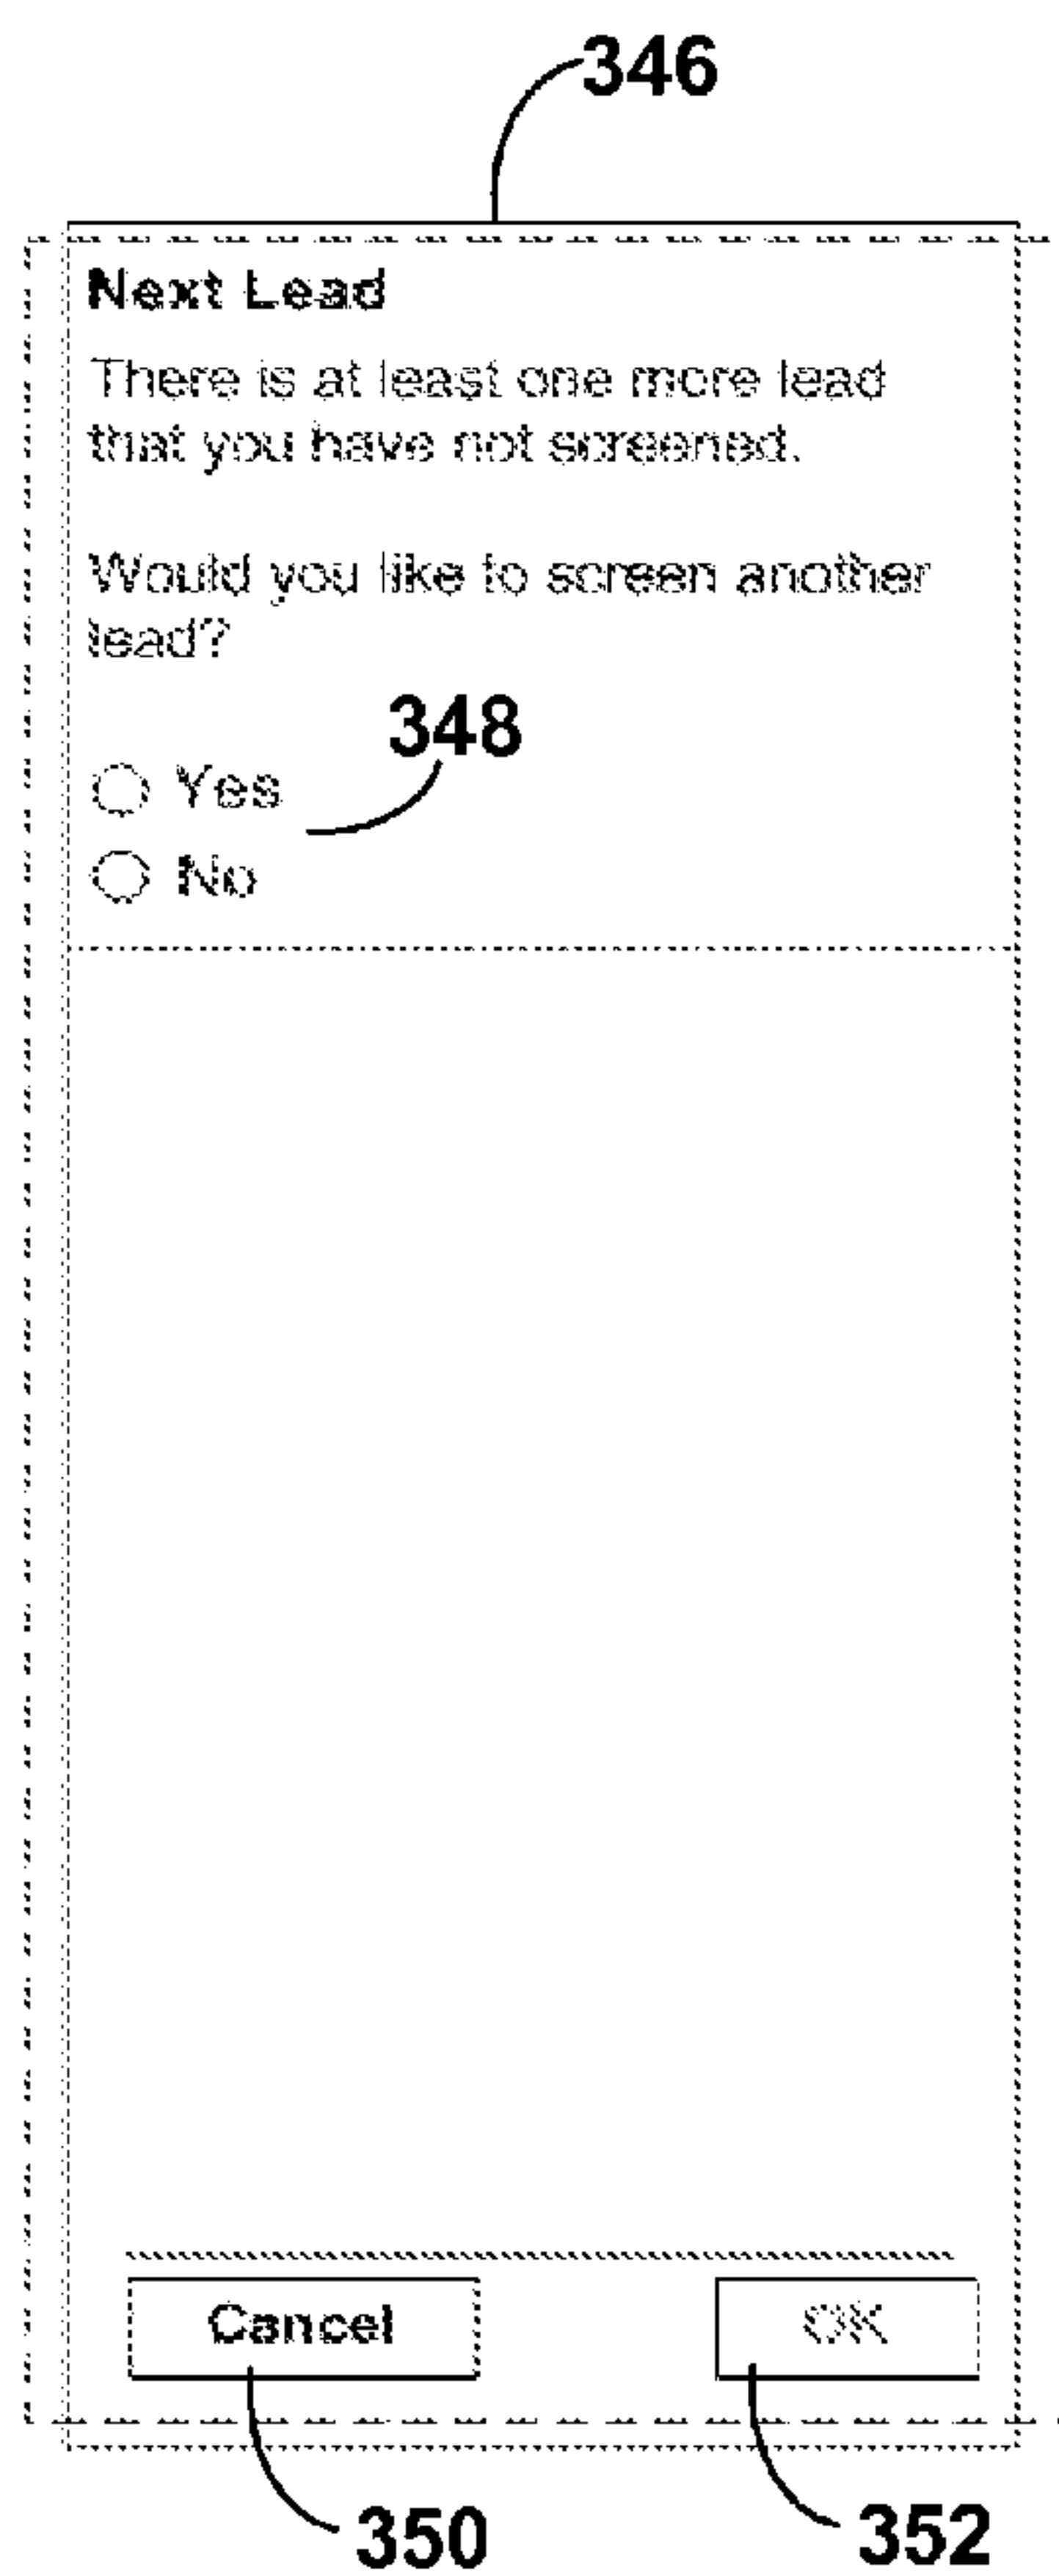 346
Next Lead
There is at least one more lead
that you have not screened.
Would you like to screen another
lead?
348
Yes
No
Cancel
OK
350
352